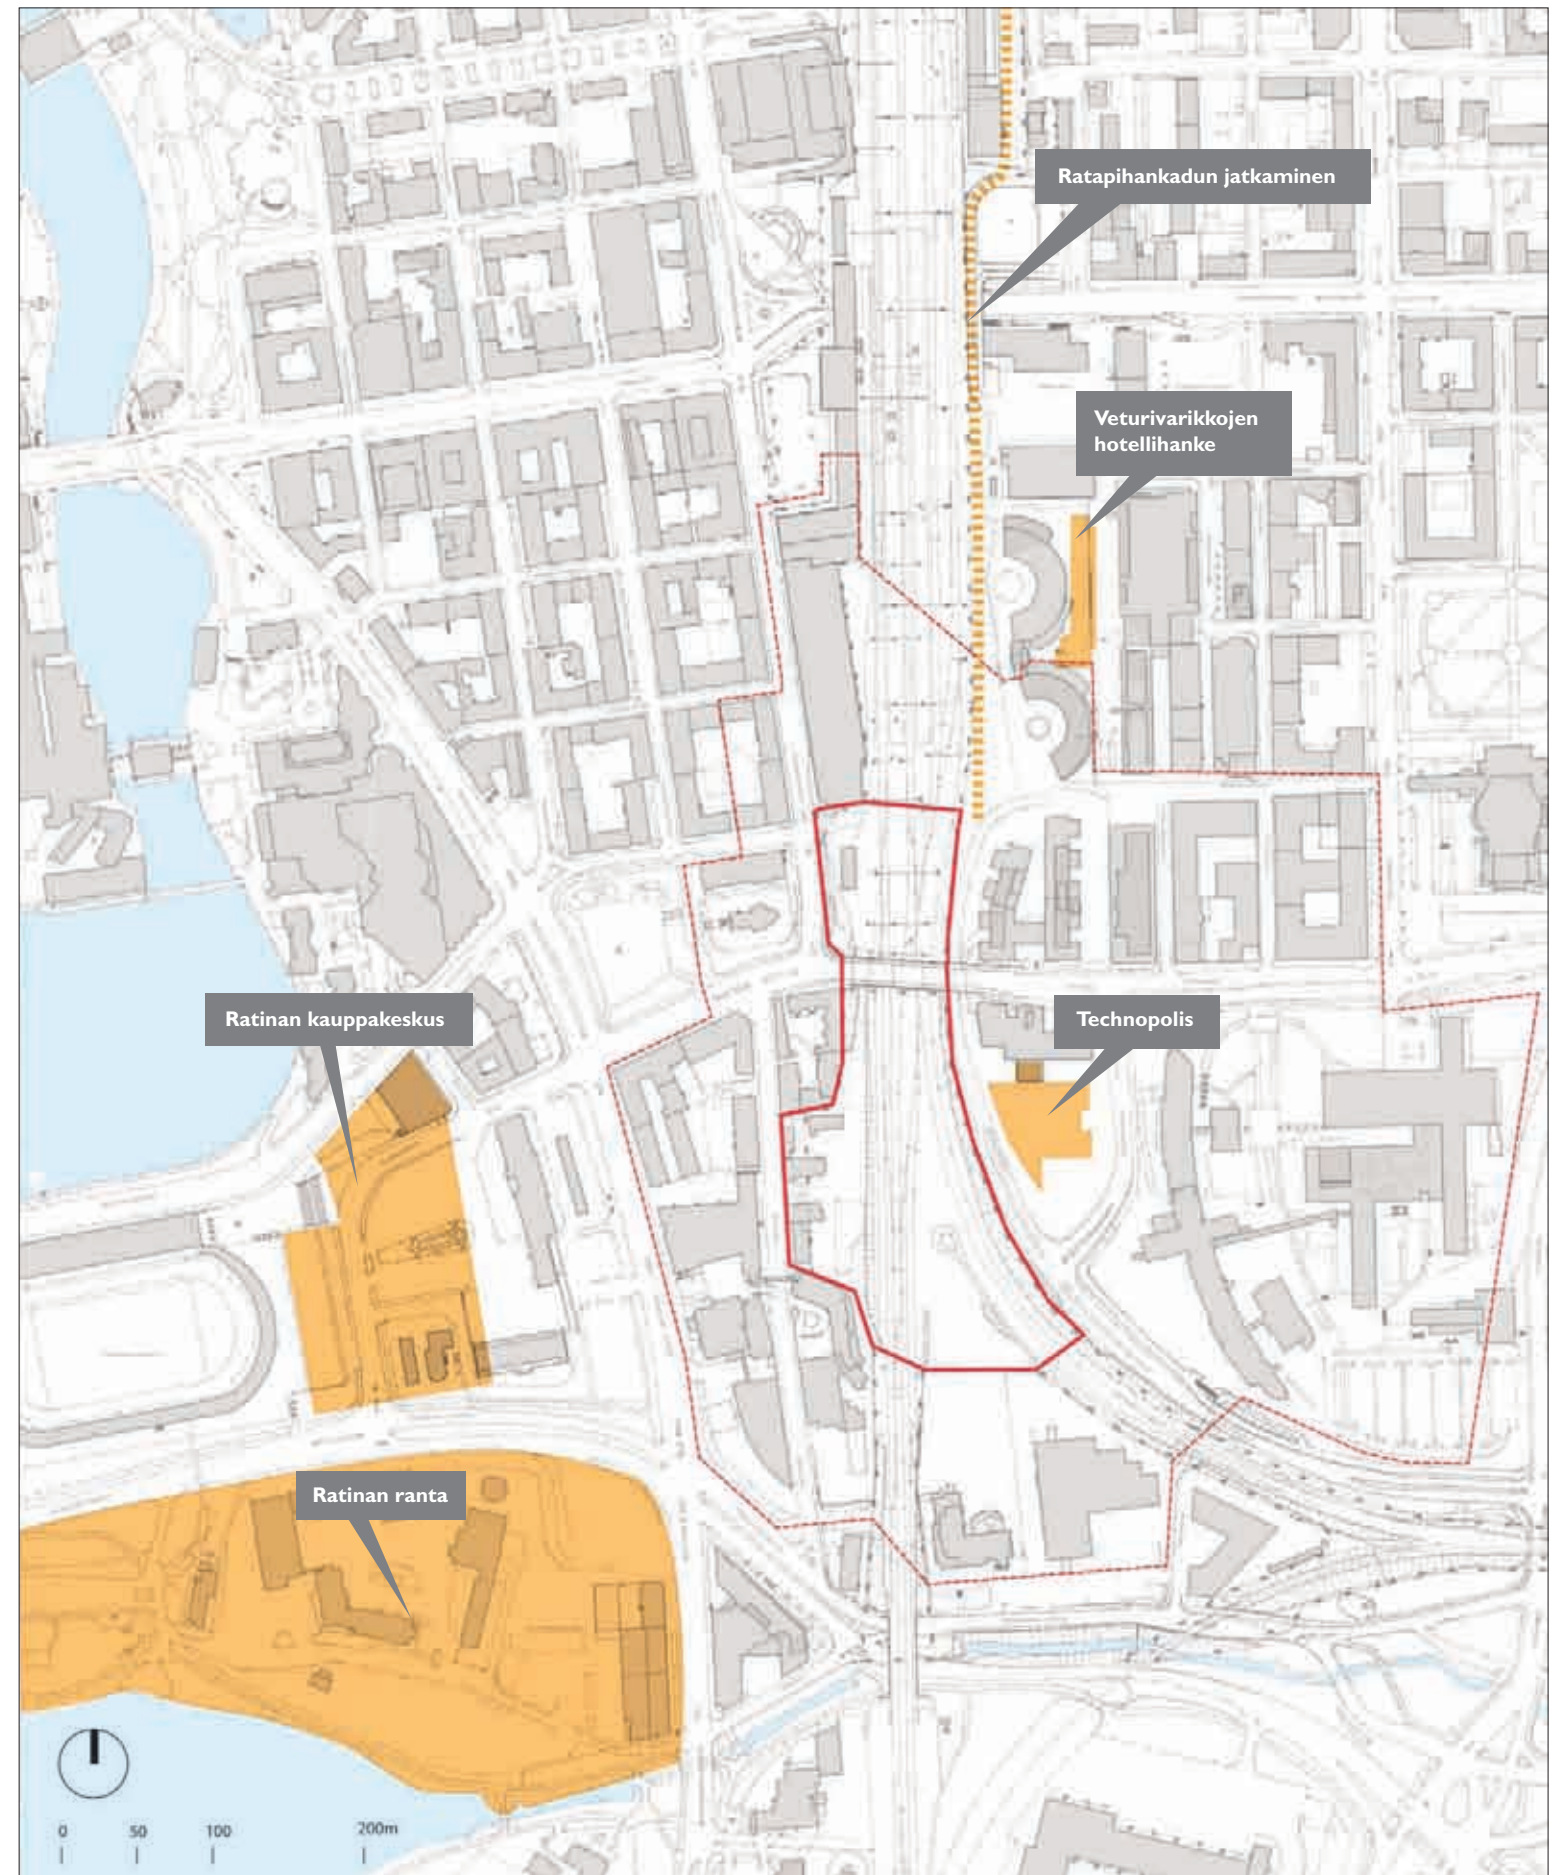 Ratapihankadun jatkaminen
Veturivarikkojen
hotellihanke
Ratinan kauppakeskus
Technopolis
Ratinan ranta
0 50 100 200m